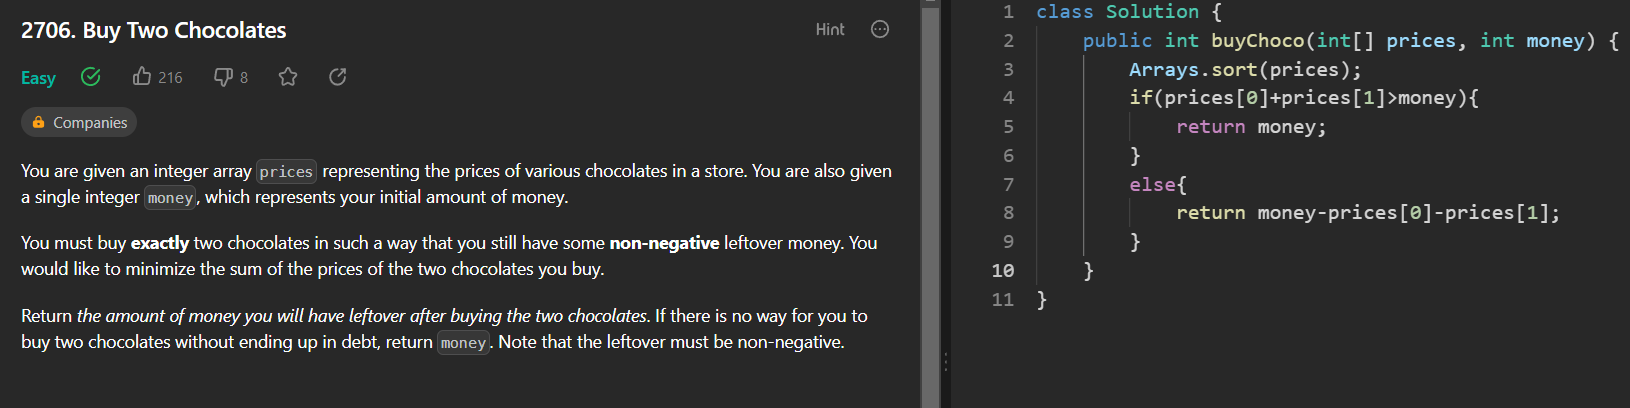 2706. Buy Two Chocolates
Hint
Easy
216
8
Companies
You are given an integer array prices representing the prices of various chocolates in a store. You are also given
a single integer money, which represents your initial amount of money.
You must buy exactly two chocolates in such a way that you still have some non-negative leftover money. You
would like to minimize the sum of the prices of the two chocolates you buy.
Return the amount of money you will have leftover after buying the two chocolates. If there is no way for you to
buy two chocolates without ending up in debt, return money. Note that the leftover must be non-negative.
1 class Solution {
2     public int buyChoco(int[] prices, int money) {
3         Arrays.sort(prices);
4         if(prices[0]+prices[1]>money){
5             return money;
6         }
7         else{
8             return money-prices[0]-prices[1];
9         }
10     }
11 }